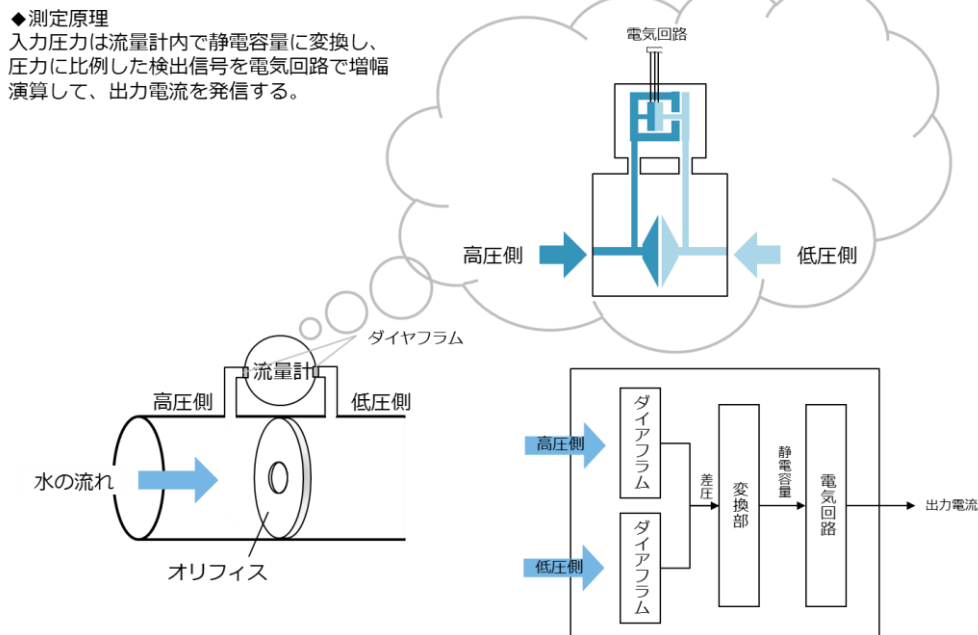 ◆測定原理
入力圧力は流量計内で静電容量に変換し、
圧力に比例した検出信号を電気回路で増幅
演算して、出力電流を発信する。
電気回路
高圧側
低圧側
ダイヤフラム
流量計
高圧側
低圧側
水の流れ
オリフィス
高圧側
低圧側
ダイアフラム
ダイアフラム
差圧
変換部
静電容量
電気回路
出力電流